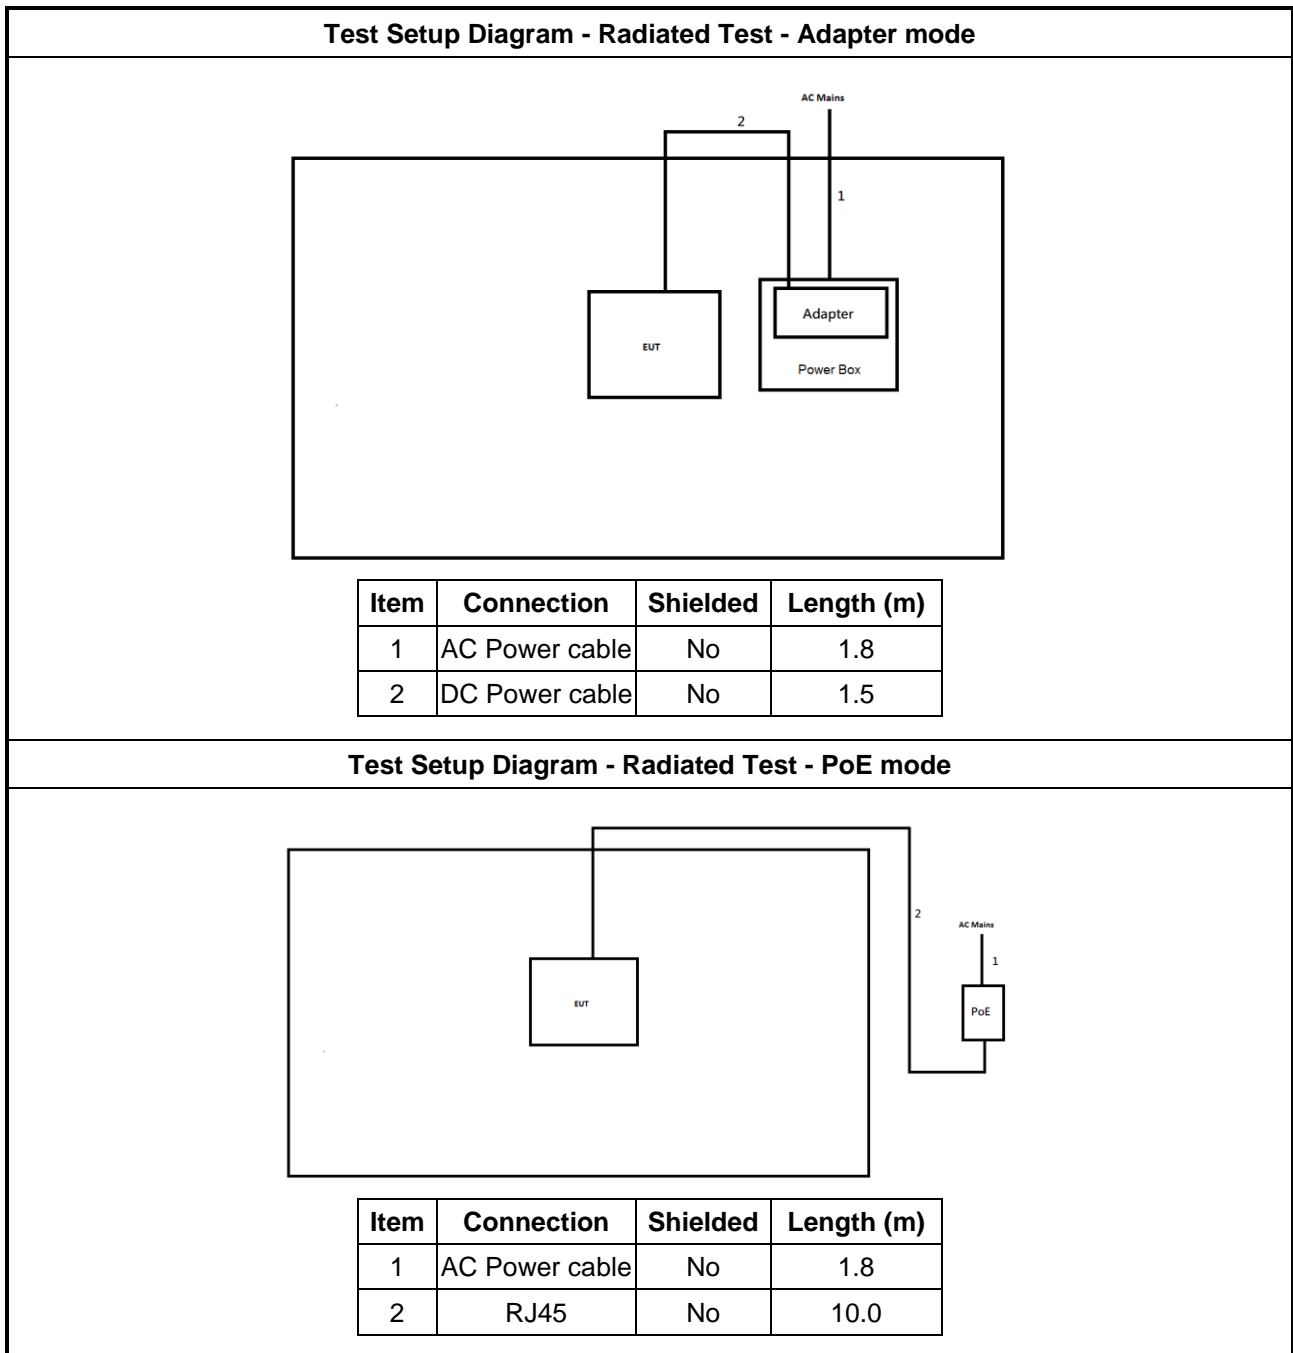 Test Setup Diagram - Radiated Test - Adapter mode
AC Mains
2
1
Adapter
EUT
Power Box
Item Connection Shielded Length (m)
1 AC Power cable No 1.8
2 DC Power cable No 1.5
Test Setup Diagram - Radiated Test - PoE mode
2
AC Mains
1
EUT
PoE
Item Connection Shielded Length (m)
1 AC Power cable No 1.8
2 RJ45 No 10.0